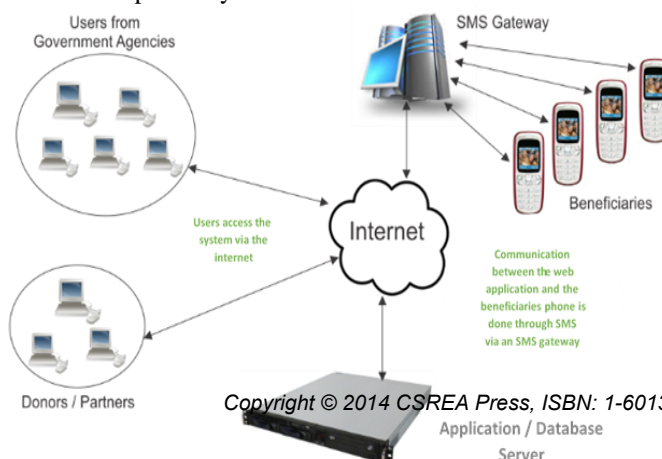 Users from
Government Agencies
SMS Gateway
Beneficiaries
Users access the
system via the
internet
Internet
Communication
between the web
application and the
beneficiaries phone is
done through SMS
via an SMS gateway
Donors / Partners
Copyright © 2014 CSREA Press, ISBN: 1-6013
Application / Database
Server